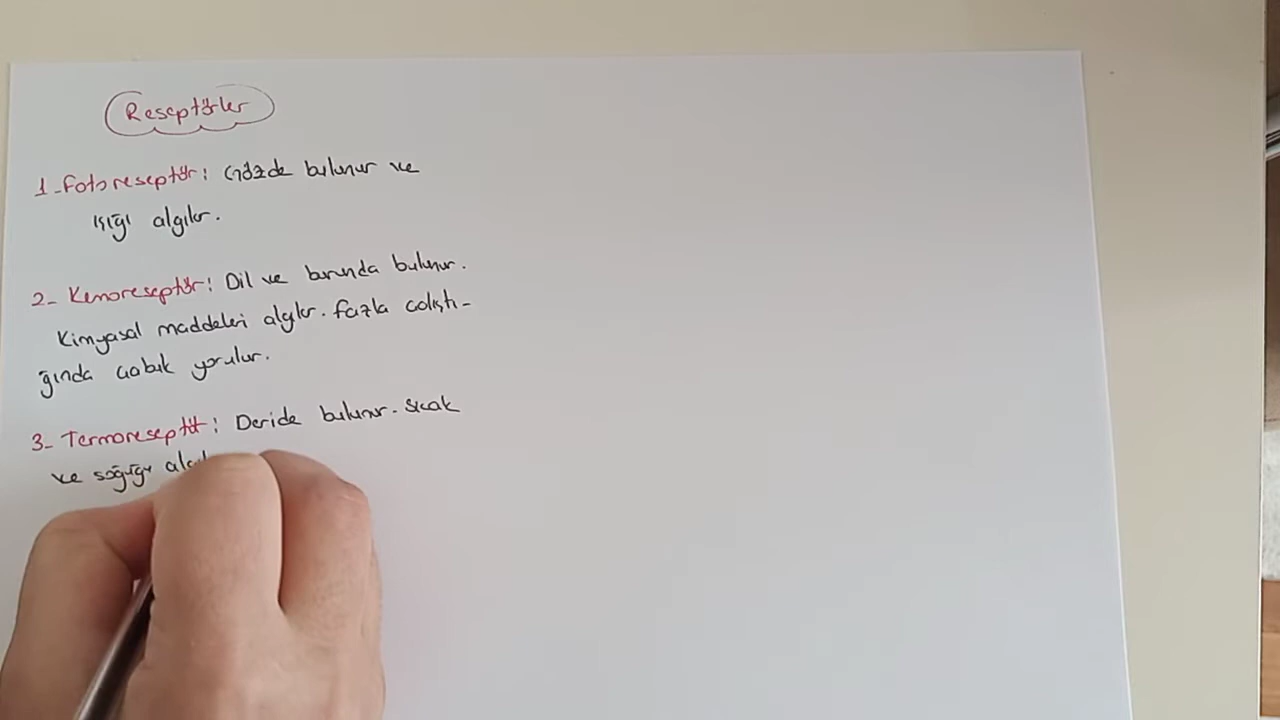 Reseptörler
1-Fotoreseptör: Gözde bulunur ve
ışığı algılar.
2- Kemoreseptör: Dil ve burunda bulunur.
Kimyasal maddeleri algılar. Fazla çalıştı-
ğında çabuk yorulur.
3- Termoreseptör: Deride bulunur. Sıcak
ve soğuğu